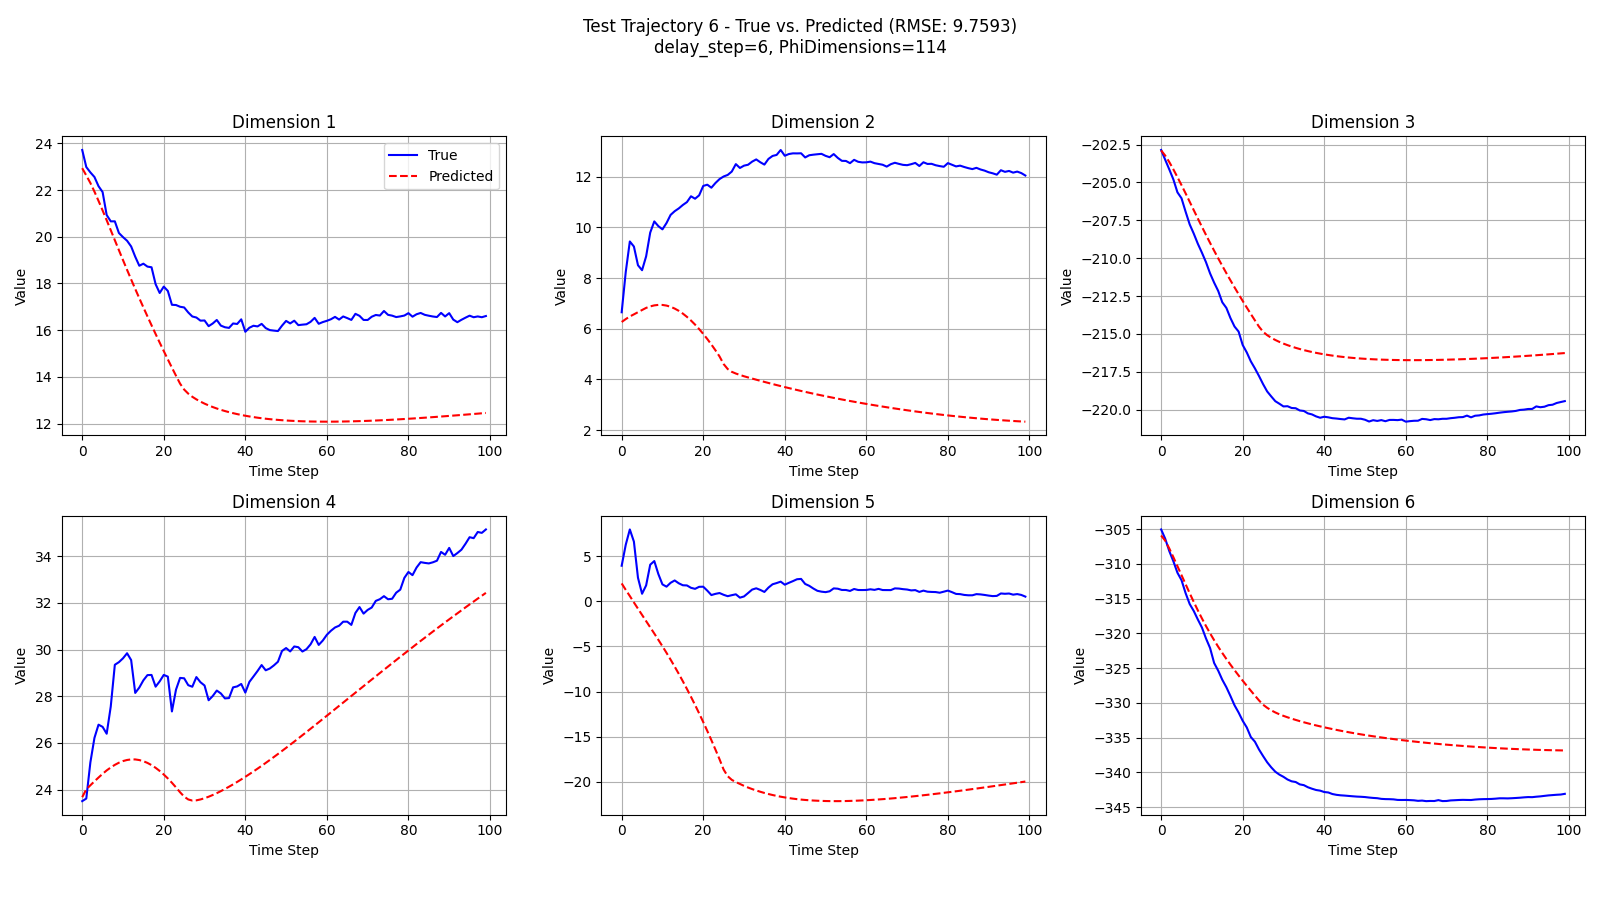 Test Trajectory 6 - True vs. Predicted (RMSE: 9.7593)
delay_step=6, PhiDimensions=114
Dimension 1
24
22
20
18
16
14
12
Value
0 20 40 60 80 100
Time Step
True
Predicted
Dimension 2
12
10
8
6
4
2
Value
0 20 40 60 80 100
Time Step
Dimension 3
−202.5
−205.0
−207.5
−210.0
−212.5
−215.0
−217.5
−220.0
Value
0 20 40 60 80 100
Time Step
Dimension 4
34
32
30
28
26
24
Value
0 20 40 60 80 100
Time Step
Dimension 5
5
0
−5
−10
−15
−20
Value
0 20 40 60 80 100
Time Step
Dimension 6
−305
−310
−315
−320
−325
−330
−335
−340
−345
Value
0 20 40 60 80 100
Time Step